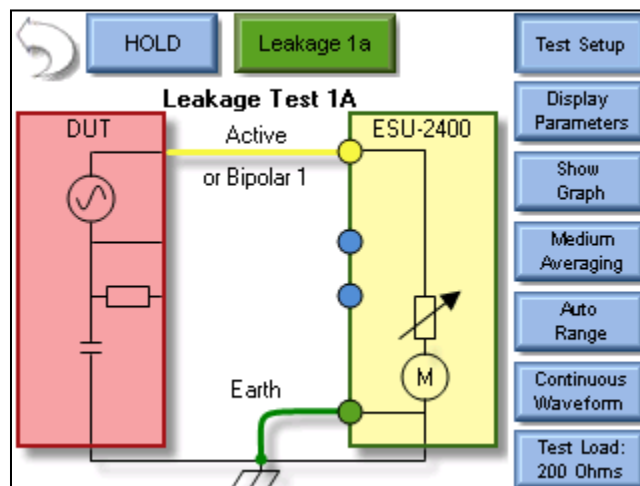 HOLD
Leakage 1a
Test Setup
Leakage Test 1A
DUT
Active
or Bipolar 1
ESU-2400
M
Earth
Display
Parameters
Show
Graph
Medium
Averaging
Auto
Range
Continuous
Waveform
Test Load:
200 Ohms